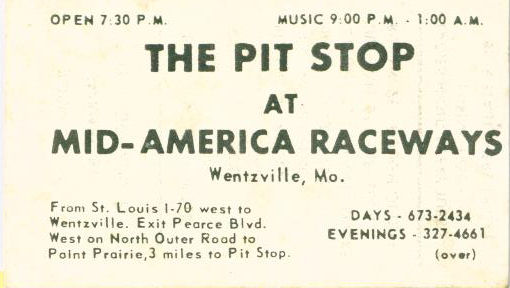 OPEN 7:30 P.M. MUSIC 9:00 P.M. - 1:00 A.M.
THE PIT STOP
AT
MID-AMERICA RACEWAYS
Wentzville, Mo.
From St. Louis I-70 west to
Wentzville. Exit Pearce Blvd.
West on North Outer Road to
Point Prairie, 3 miles to Pit Stop.
DAYS - 673-2434
EVENINGS - 327-4661
(over)